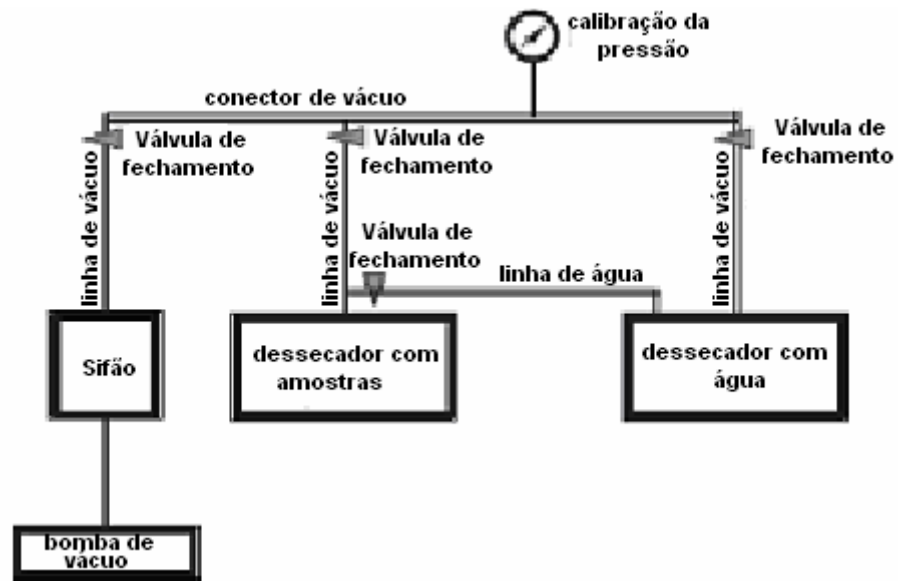 calibração da
pressão
conector de vácuo
Válvula de
fechamento
Válvula de
fechamento
Válvula de
fechamento
linha de vácuo
linha de vácuo
linha de vácuo
Válvula de
fechamento
linha de água
Sifão
dessecador com
amostras
dessecador com
água
bomba de
vácuo